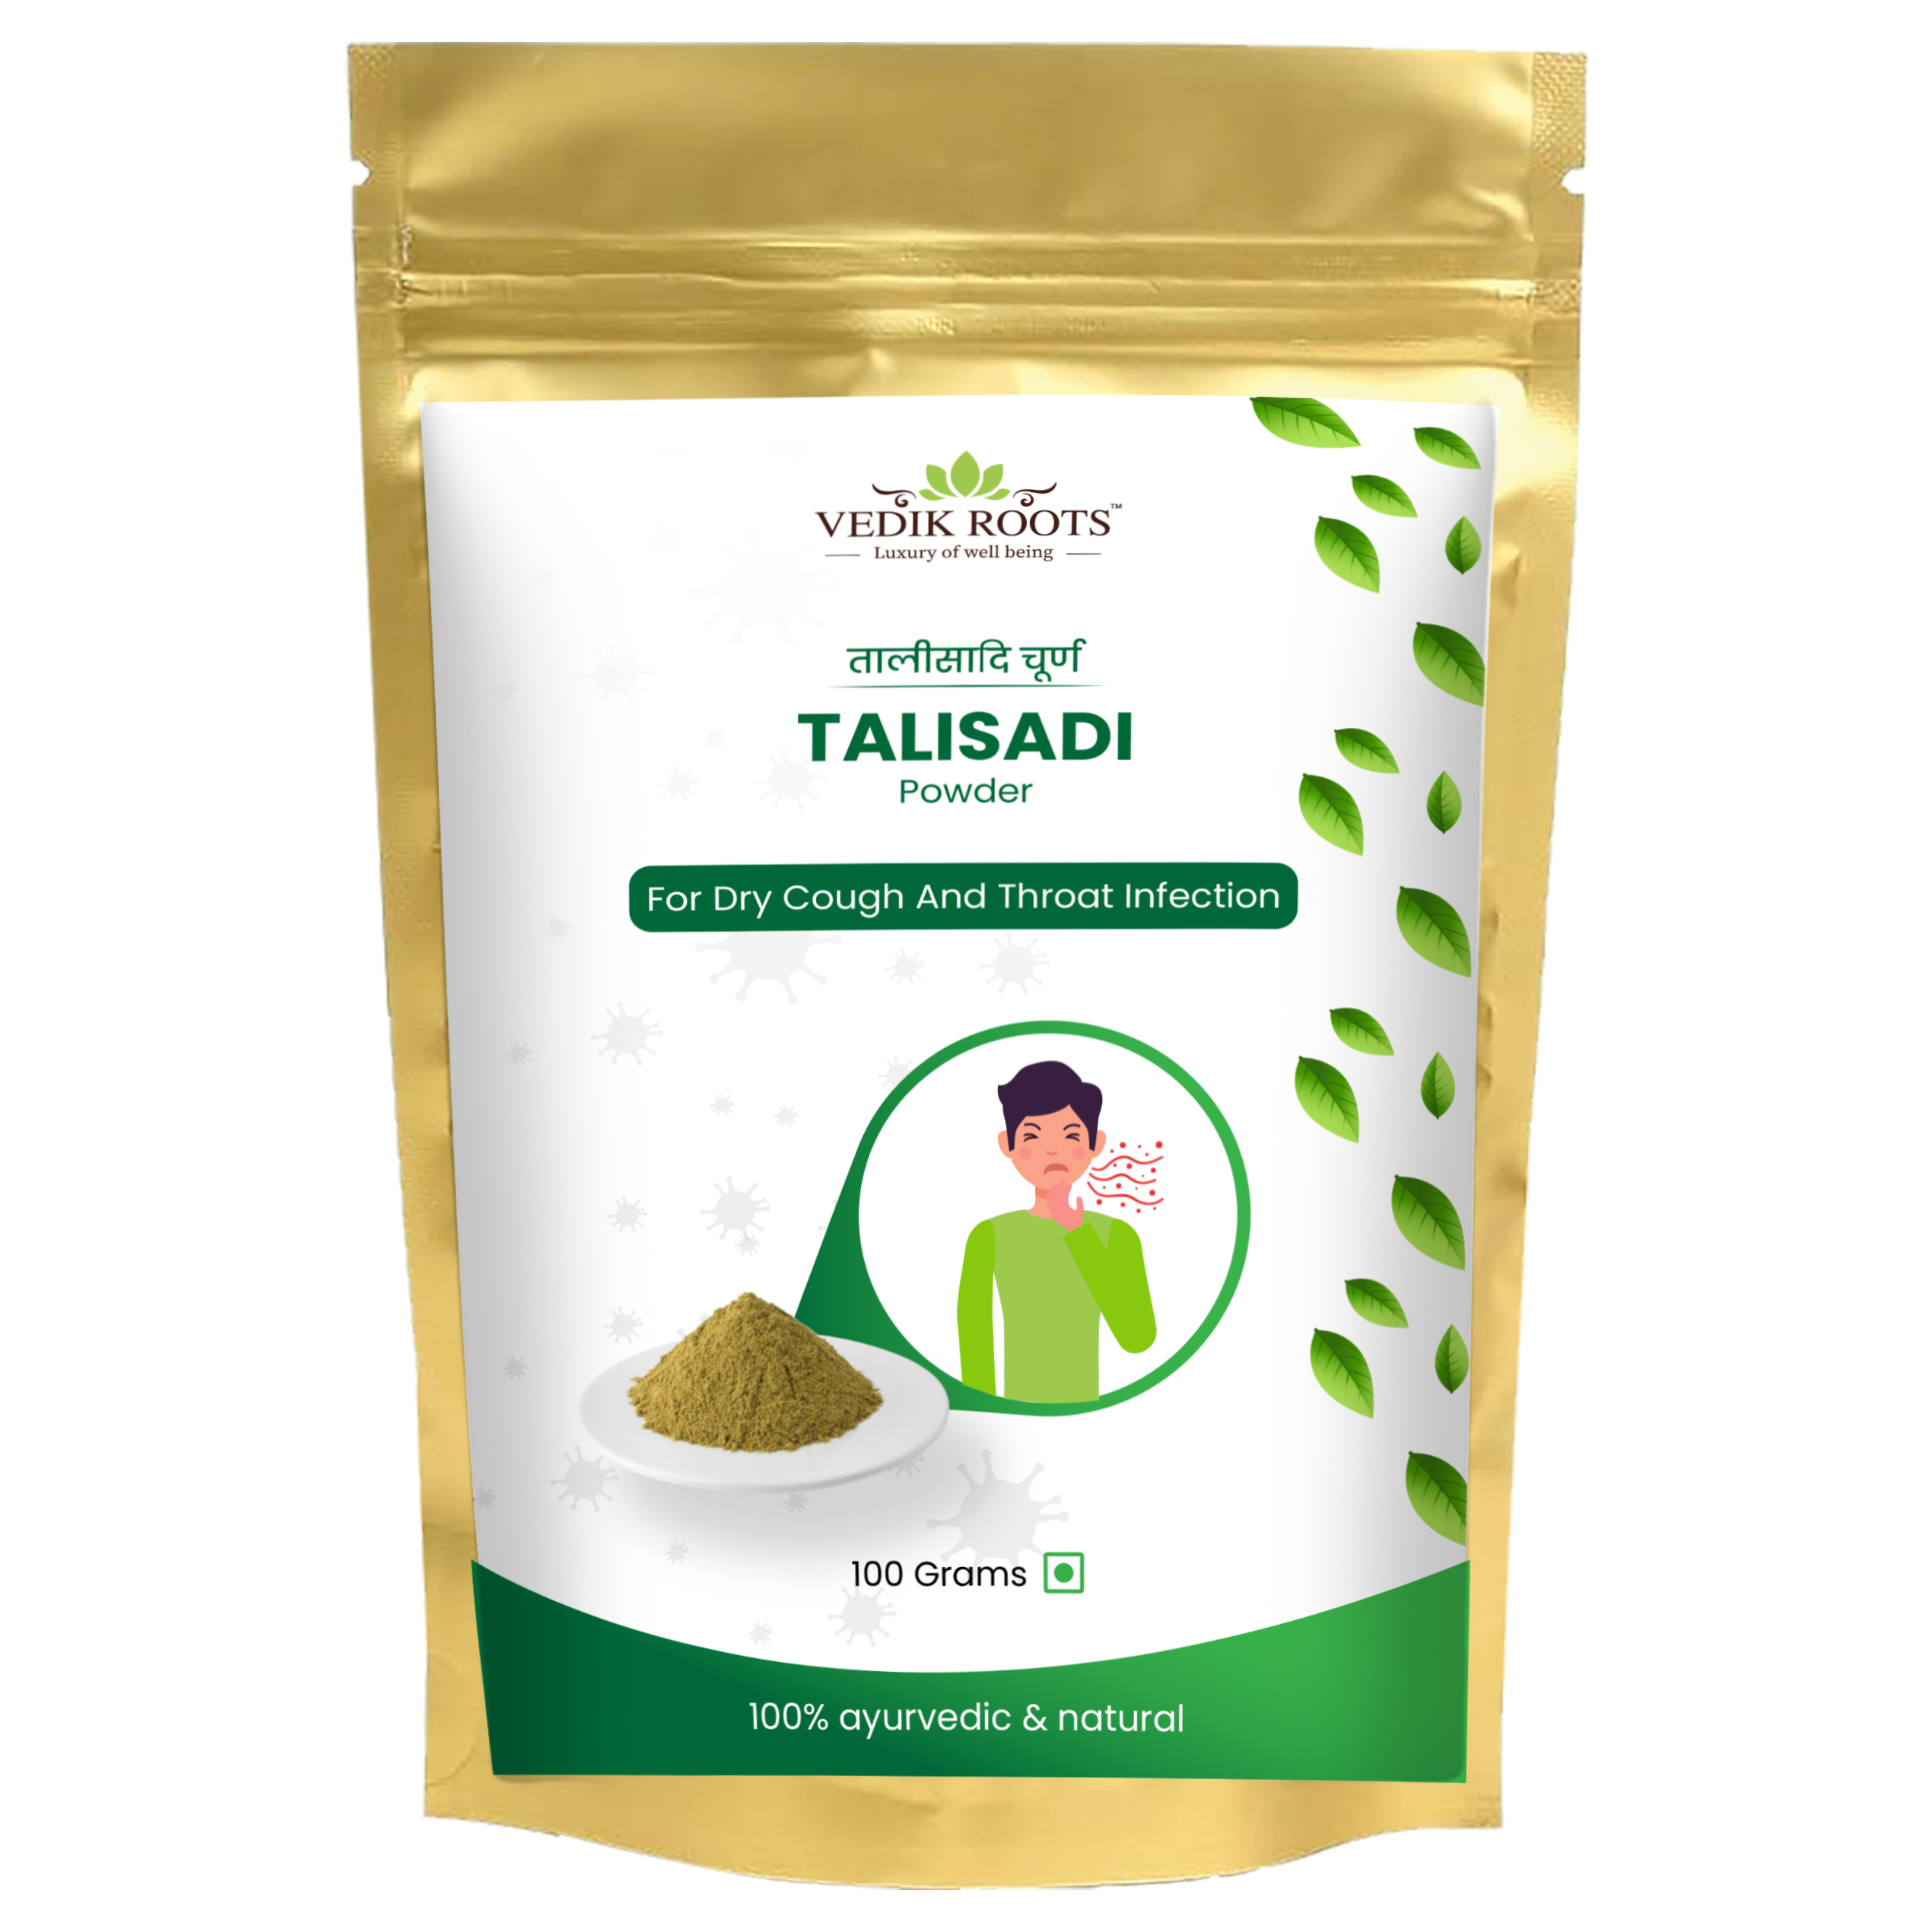 VEDIK ROOTS™
Luxury of well being
तालीसादि चूर्ण
TALISADI
Powder
For Dry Cough And Throat Infection
100 Grams
100% ayurvedic & natural